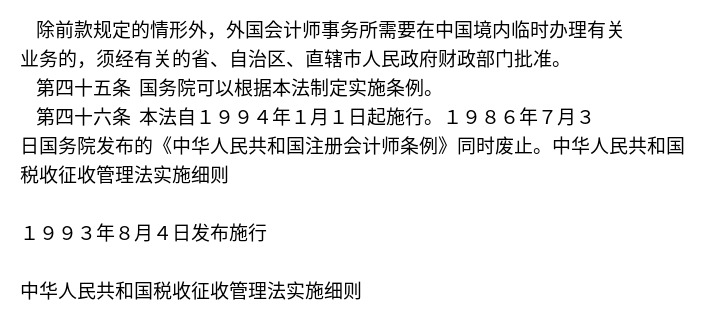 除前款规定的情形外，外国会计师事务所需要在中国境内临时办理有关
业务的，须经有关的省、自治区、直辖市人民政府财政部门批准。
第四十五条 国务院可以根据本法制定实施条例。
第四十六条 本法自１９９４年１月１日起施行。１９８６年７月３
日国务院发布的《中华人民共和国注册会计师条例》同时废止。中华人民共和国
税收征收管理法实施细则
１９９３年８月４日发布施行
中华人民共和国税收征收管理法实施细则